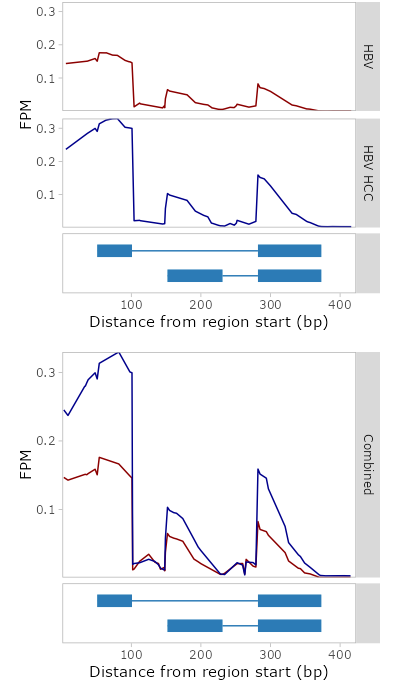 0.3
0.2
0.1
HBV
FPM
0.3
0.2
0.1
HBV HCC
100
200
300
400
Distance from region start (bp)
0.3
0.2
0.1
FPM
Combined
100
200
300
400
Distance from region start (bp)